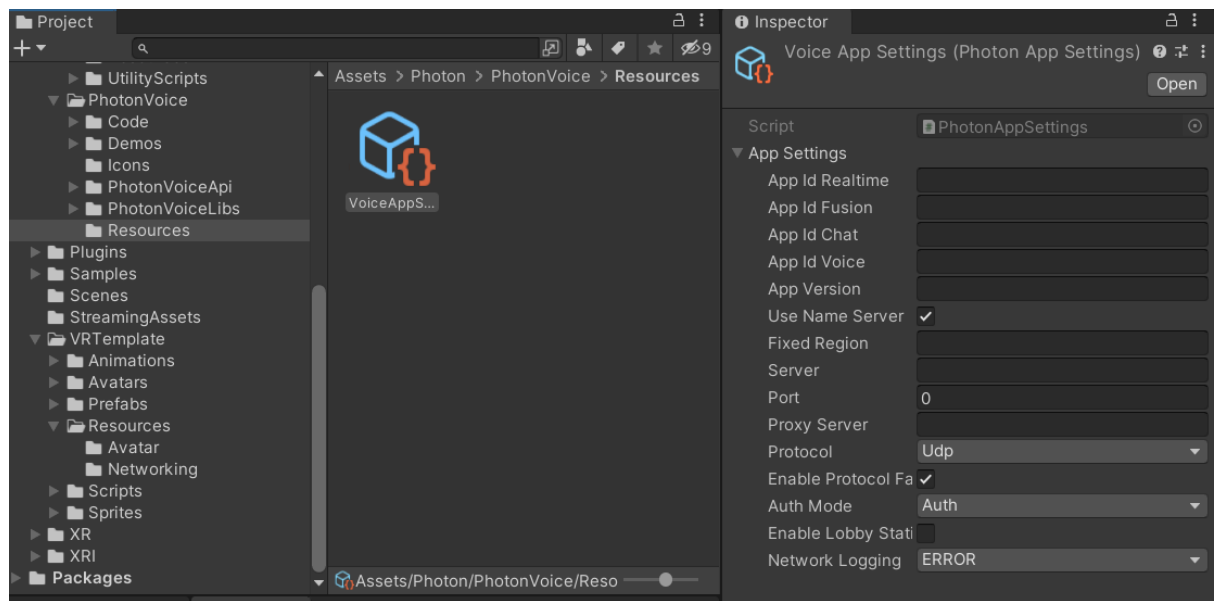 Project
9
UtilityScripts
PhotonVoice
Code
Demos
Icons
PhotonVoiceApi
PhotonVoiceLibs
Resources
Plugins
Samples
Scenes
StreamingAssets
VRTemplate
Animations
Avatars
Prefabs
Resources
Avatar
Networking
Scripts
Sprites
XR
XRI
Packages
Assets > Photon > PhotonVoice > Resources
VoiceAppS...
Assets/Photon/PhotonVoice/Reso
Inspector
Voice App Settings (Photon App Settings)
Open
Script PhotonAppSettings
App Settings
App Id Realtime
App Id Fusion
App Id Chat
App Id Voice
App Version
Use Name Server
Fixed Region
Server
Port 0
Proxy Server
Protocol Udp
Enable Protocol Fa
Auth Mode Auth
Enable Lobby Stati
Network Logging ERROR